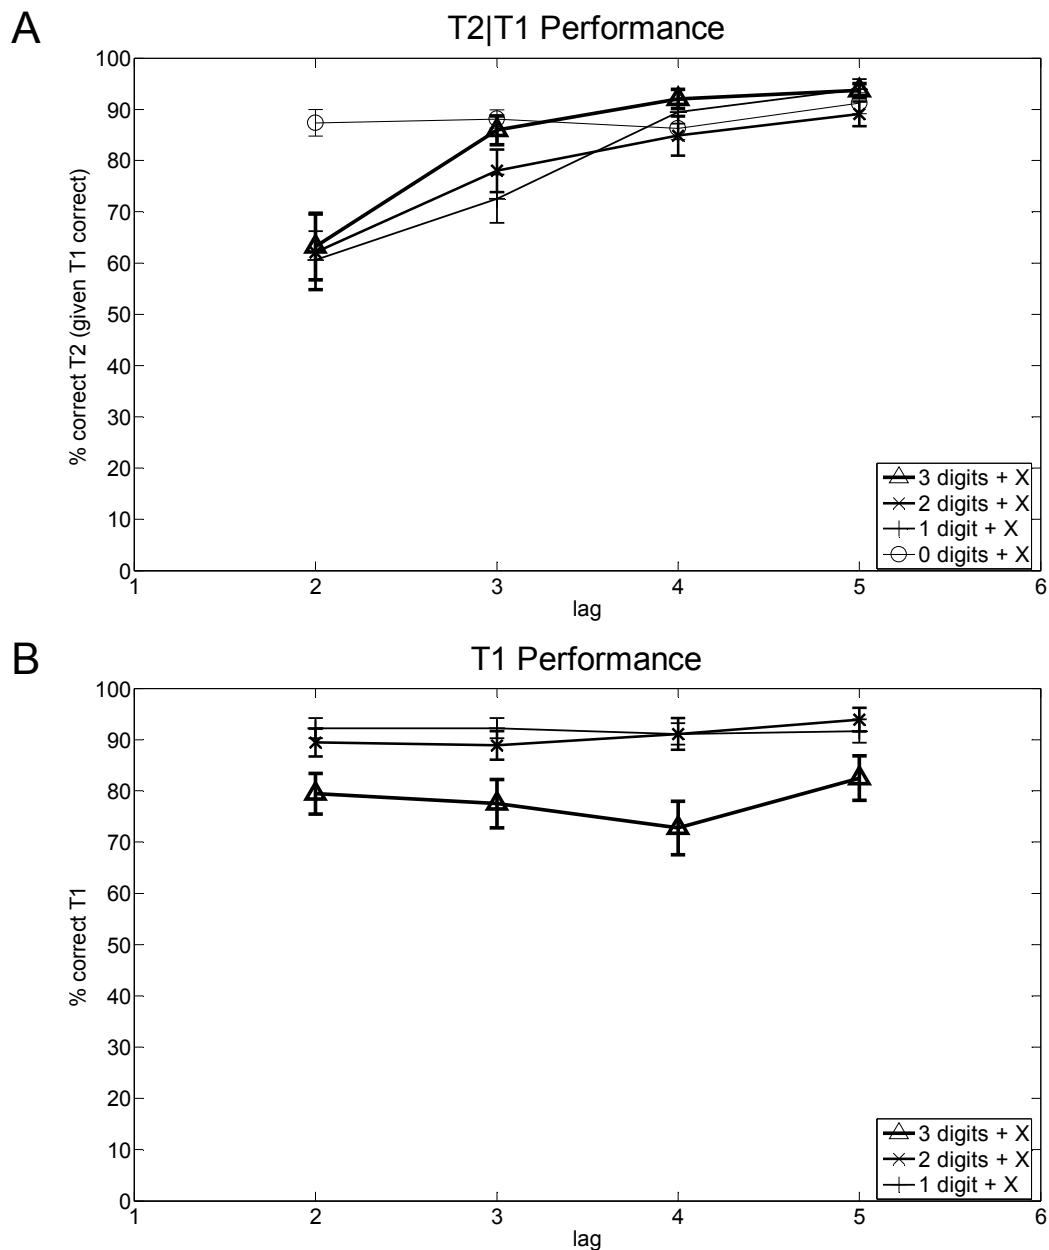 A
T2|T1 Performance
% correct T2 (given T1 correct)
100
90
80
70
60
50
40
30
20
10
0
1 2 3 4 5 6
lag
3 digits + X
2 digits + X
1 digit + X
0 digits + X
B
T1 Performance
% correct T1
100
90
80
70
60
50
40
30
20
10
0
1 2 3 4 5 6
lag
3 digits + X
2 digits + X
1 digit + X